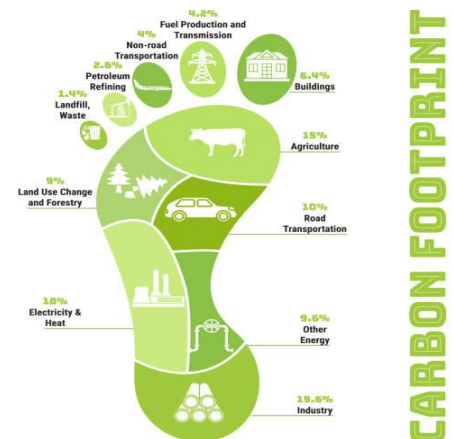 4.2%
Fuel Production and
Transmission
4%
Non-road
Transportation
2.6%
Petroleum
Refining
1.4%
Landfill,
Waste
6.4%
Buildings
15%
Agriculture
9%
Land Use Change
and Forestry
10%
Road
Transportation
18%
Electricity &
Heat
9.6%
Other
Energy
19.6%
Industry
CARBON FOOTPRINT